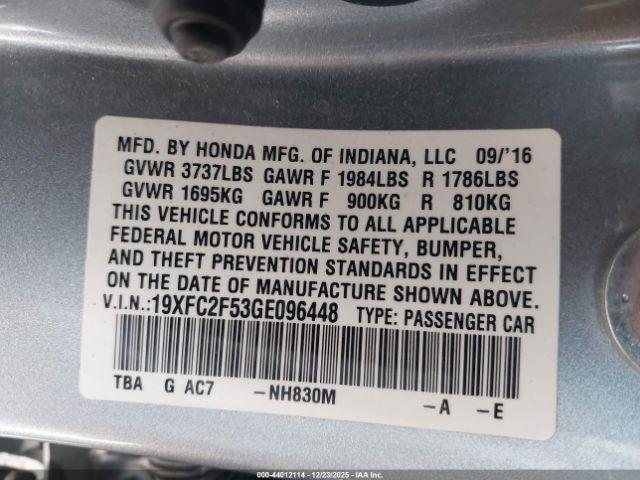 MFD. BY HONDA MFG. OF INDIANA, LLC 09/'16
GVWR 3737LBS GAWR F 1984LBS R 1786LBS
GVWR 1695KG GAWR F 900KG R 810KG
THIS VEHICLE CONFORMS TO ALL APPLICABLE
FEDERAL MOTOR VEHICLE SAFETY, BUMPER,
AND THEFT PREVENTION STANDARDS IN EFFECT
ON THE DATE OF MANUFACTURE SHOWN ABOVE.
V.I.N.:19XFC2F53GE096448 TYPE: PASSENGER CAR
TBA G AC7 -NH830M -A -E
000-44012114 - 12/23/2025 - IAAI.COM